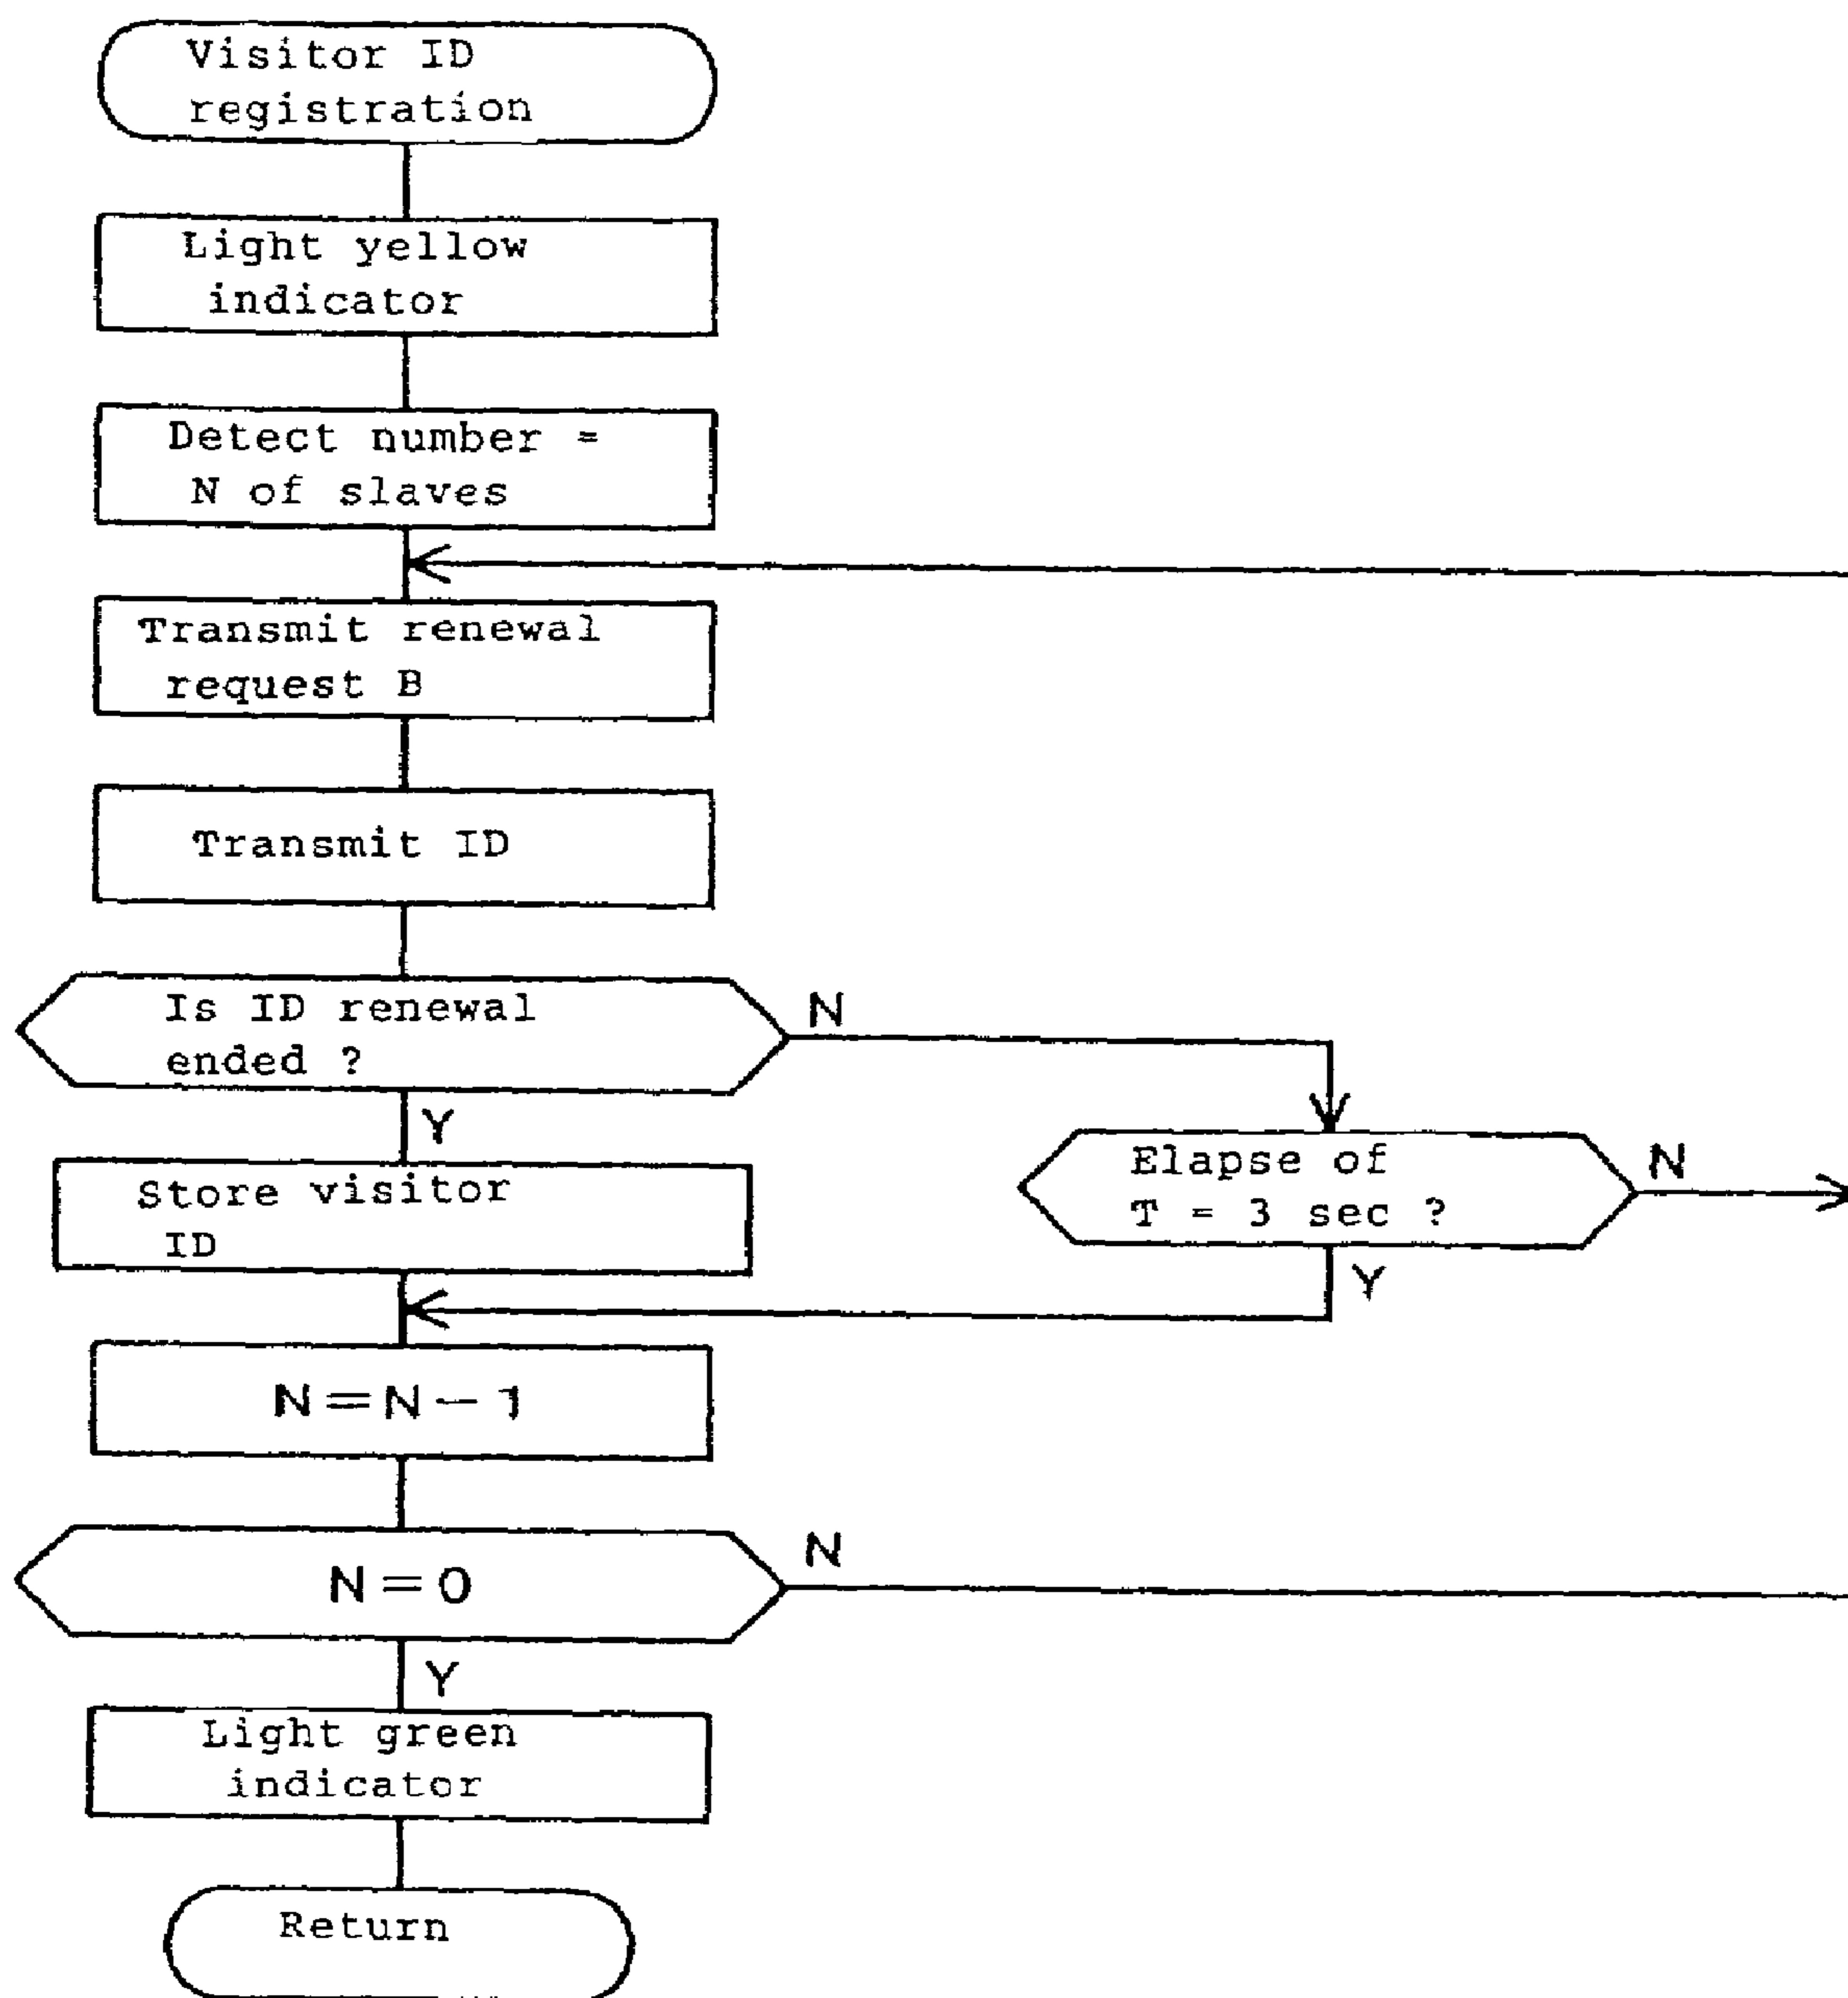 Visitor ID
registration
Light yellow
indicator
Detect number =
N of slaves
Transmit renewal
request B
Transmit ID
Is ID renewal
ended ?
N
Y
Elapse of
T = 3 sec ?
N
Y
Store visitor
ID
N=N-1
N=0
N
Y
Light green
indicator
Return